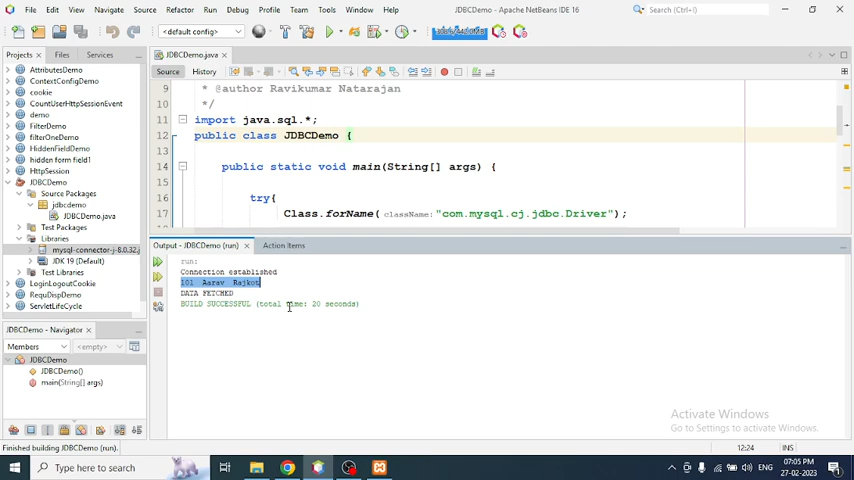 File Edit View Navigate Source Refactor Run Debug Profile Team Tools Window Help
JDBCDemo - Apache NetBeans IDE 16
Search (Ctrl+I)
<default config>
Projects Files Services
JDBCDemo.java
Source History
AttributesDemo
ContextConfigDemo
cookie
CountUserHttpSessionEvent
demo
FilterDemo
filterOneDemo
HiddenFieldDemo
hidden form field1
HttpSession
JDBCDemo
Source Packages
jdbcdemo
JDBCDemo.java
Test Packages
Libraries
mysql-connector-j-8.0.32.j
JDK 19 (Default)
Test Libraries
LoginLogoutCookie
RequDispDemo
ServletLifeCycle
9 * @author Ravikumar Natarajan
10 */
11 import java.sql.*;
12 public class JDBCDemo {
13
14 public static void main(String[] args) {
15
16 try{
17 Class.forName( className: "com.mysql.cj.jdbc.Driver");
Output - JDBCDemo (run) Action Items
run:
Connection established
101 Aarav Rajkot
DATA FETCHED
BUILD SUCCESSFUL (total time: 20 seconds)
JDBCDemo - Navigator
Members <empty>
JDBCDemo
JDBCDemo()
main(String[] args)
Activate Windows
Go to Settings to activate Windows.
Finished building JDBCDemo (run).
12:24 INS
Type here to search
ENG
07:05 PM
27-02-2023